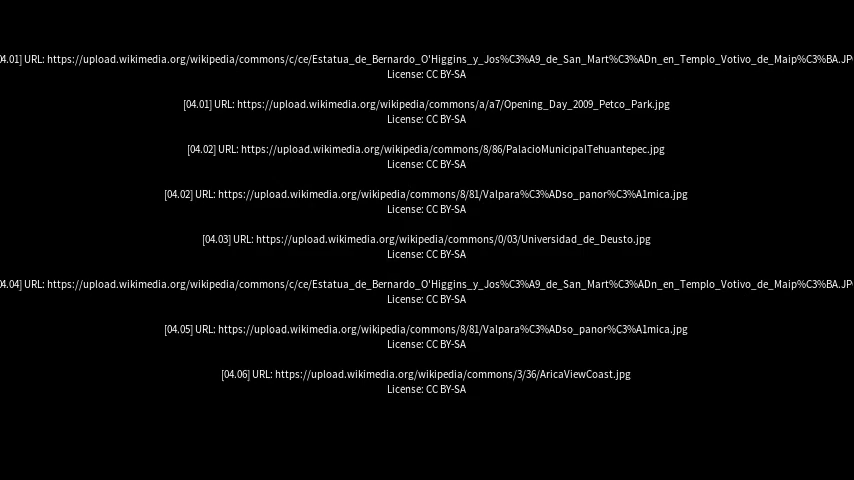 04.01] URL: https://upload.wikimedia.org/wikipedia/commons/c/ce/Estatua_de_Bernardo_O'Higgins_y_Jos%C3%A9_de_San_Mart%C3%ADn_en_Templo_Votivo_de_Maip%C3%BA.JP
License: CC BY-SA
[04.01] URL: https://upload.wikimedia.org/wikipedia/commons/a/a7/Opening_Day_2009_Petco_Park.jpg
License: CC BY-SA
[04.02] URL: https://upload.wikimedia.org/wikipedia/commons/8/86/PalacioMunicipalTehuantepec.jpg
License: CC BY-SA
[04.02] URL: https://upload.wikimedia.org/wikipedia/commons/8/81/Valpara%C3%ADso_panor%C3%A1mica.jpg
License: CC BY-SA
[04.03] URL: https://upload.wikimedia.org/wikipedia/commons/0/03/Universidad_de_Deusto.jpg
License: CC BY-SA
04.04] URL: https://upload.wikimedia.org/wikipedia/commons/c/ce/Estatua_de_Bernardo_O'Higgins_y_Jos%C3%A9_de_San_Mart%C3%ADn_en_Templo_Votivo_de_Maip%C3%BA.JP
License: CC BY-SA
[04.05] URL: https://upload.wikimedia.org/wikipedia/commons/8/81/Valpara%C3%ADso_panor%C3%A1mica.jpg
License: CC BY-SA
[04.06] URL: https://upload.wikimedia.org/wikipedia/commons/3/36/AricaViewCoast.jpg
License: CC BY-SA